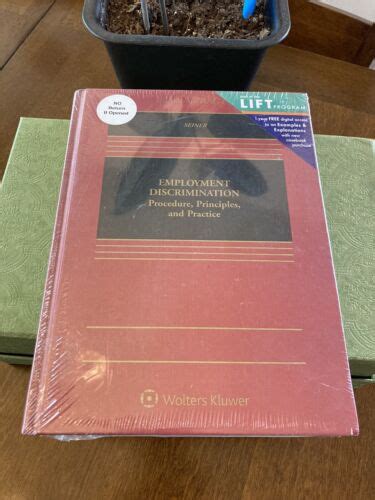 NO
Return
If Opened
LIFT
PROGRAM
1-year FREE digital access
to an Examples &
Explanations
with new
casebook
purchase
SEINER
EMPLOYMENT
DISCRIMINATION
Procedure, Principles,
and Practice
Wolters Kluwer